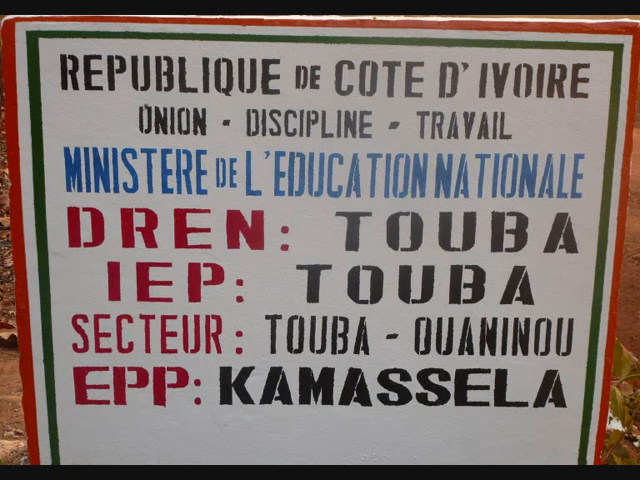 REPUBLIQUE DE COTE D'IVOIRE
UNION - DISCIPLINE - TRAVAIL
MINISTERE DE L'EDUCATION NATIONALE
DREN: TOUBA
IEP: TOUBA
SECTEUR: TOUBA - OUANINOU
EPP: KAMASSELA